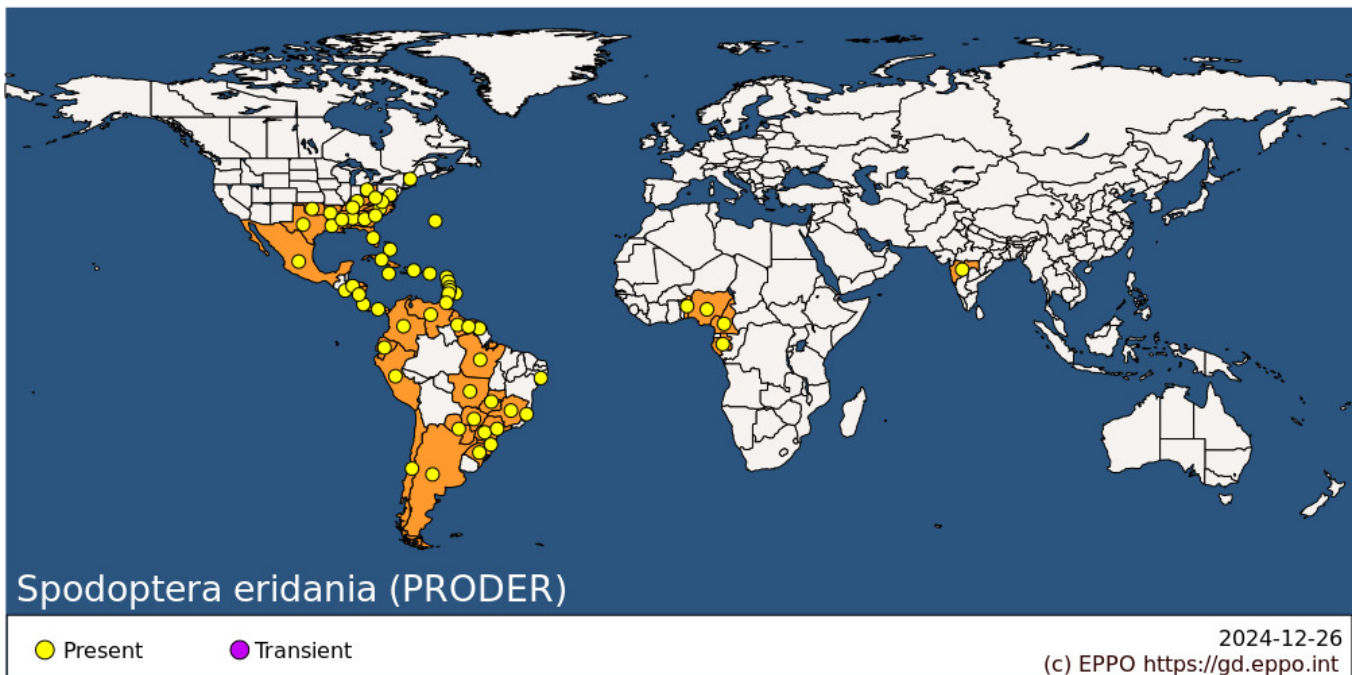 Spodoptera eridania (PRODER)
Present
Transient
2024-12-26
(c) EPPO https://gd.eppo.int